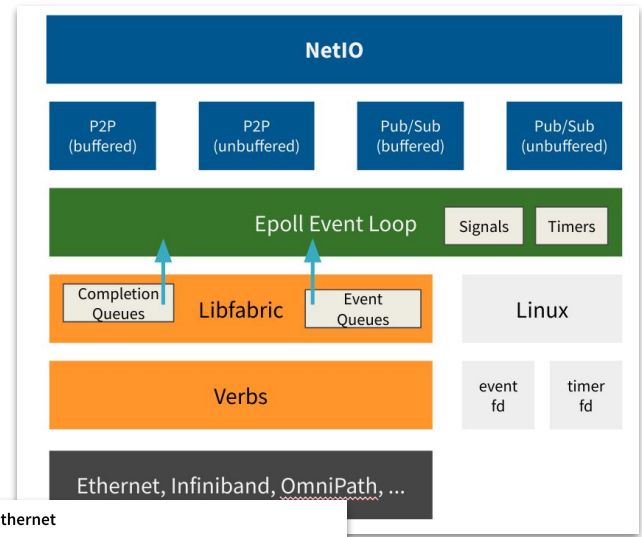 NetIO
P2P
(buffered)
P2P
(unbuffered)
Pub/Sub
(buffered)
Pub/Sub
(unbuffered)
Epoll Event Loop
Signals
Timers
Completion
Queues
Libfabric
Event
Queues
Linux
Verbs
event
fd
timer
fd
Ethernet, Infiniband, OmniPath, ...
thernet